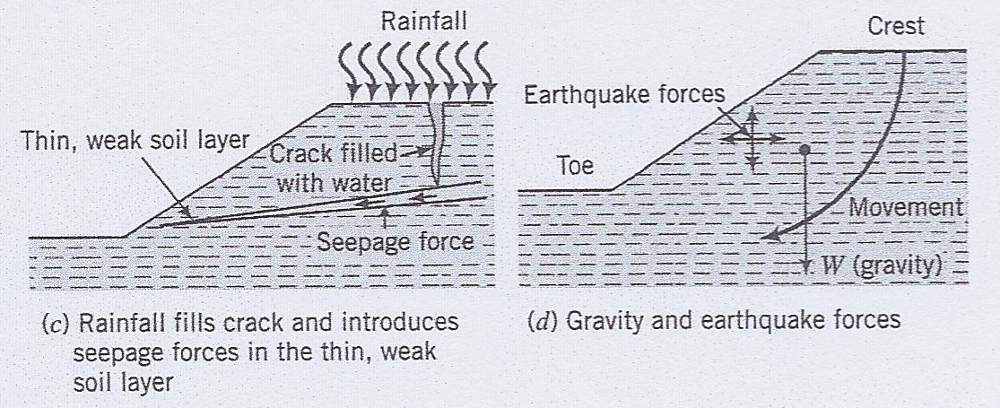 Rainfall
Thin, weak soil layer
Crack filled
with water
Seepage force
(c) Rainfall fills crack and introduces
seepage forces in the thin, weak
soil layer
Crest
Earthquake forces
Toe
Movement
W (gravity)
(d) Gravity and earthquake forces